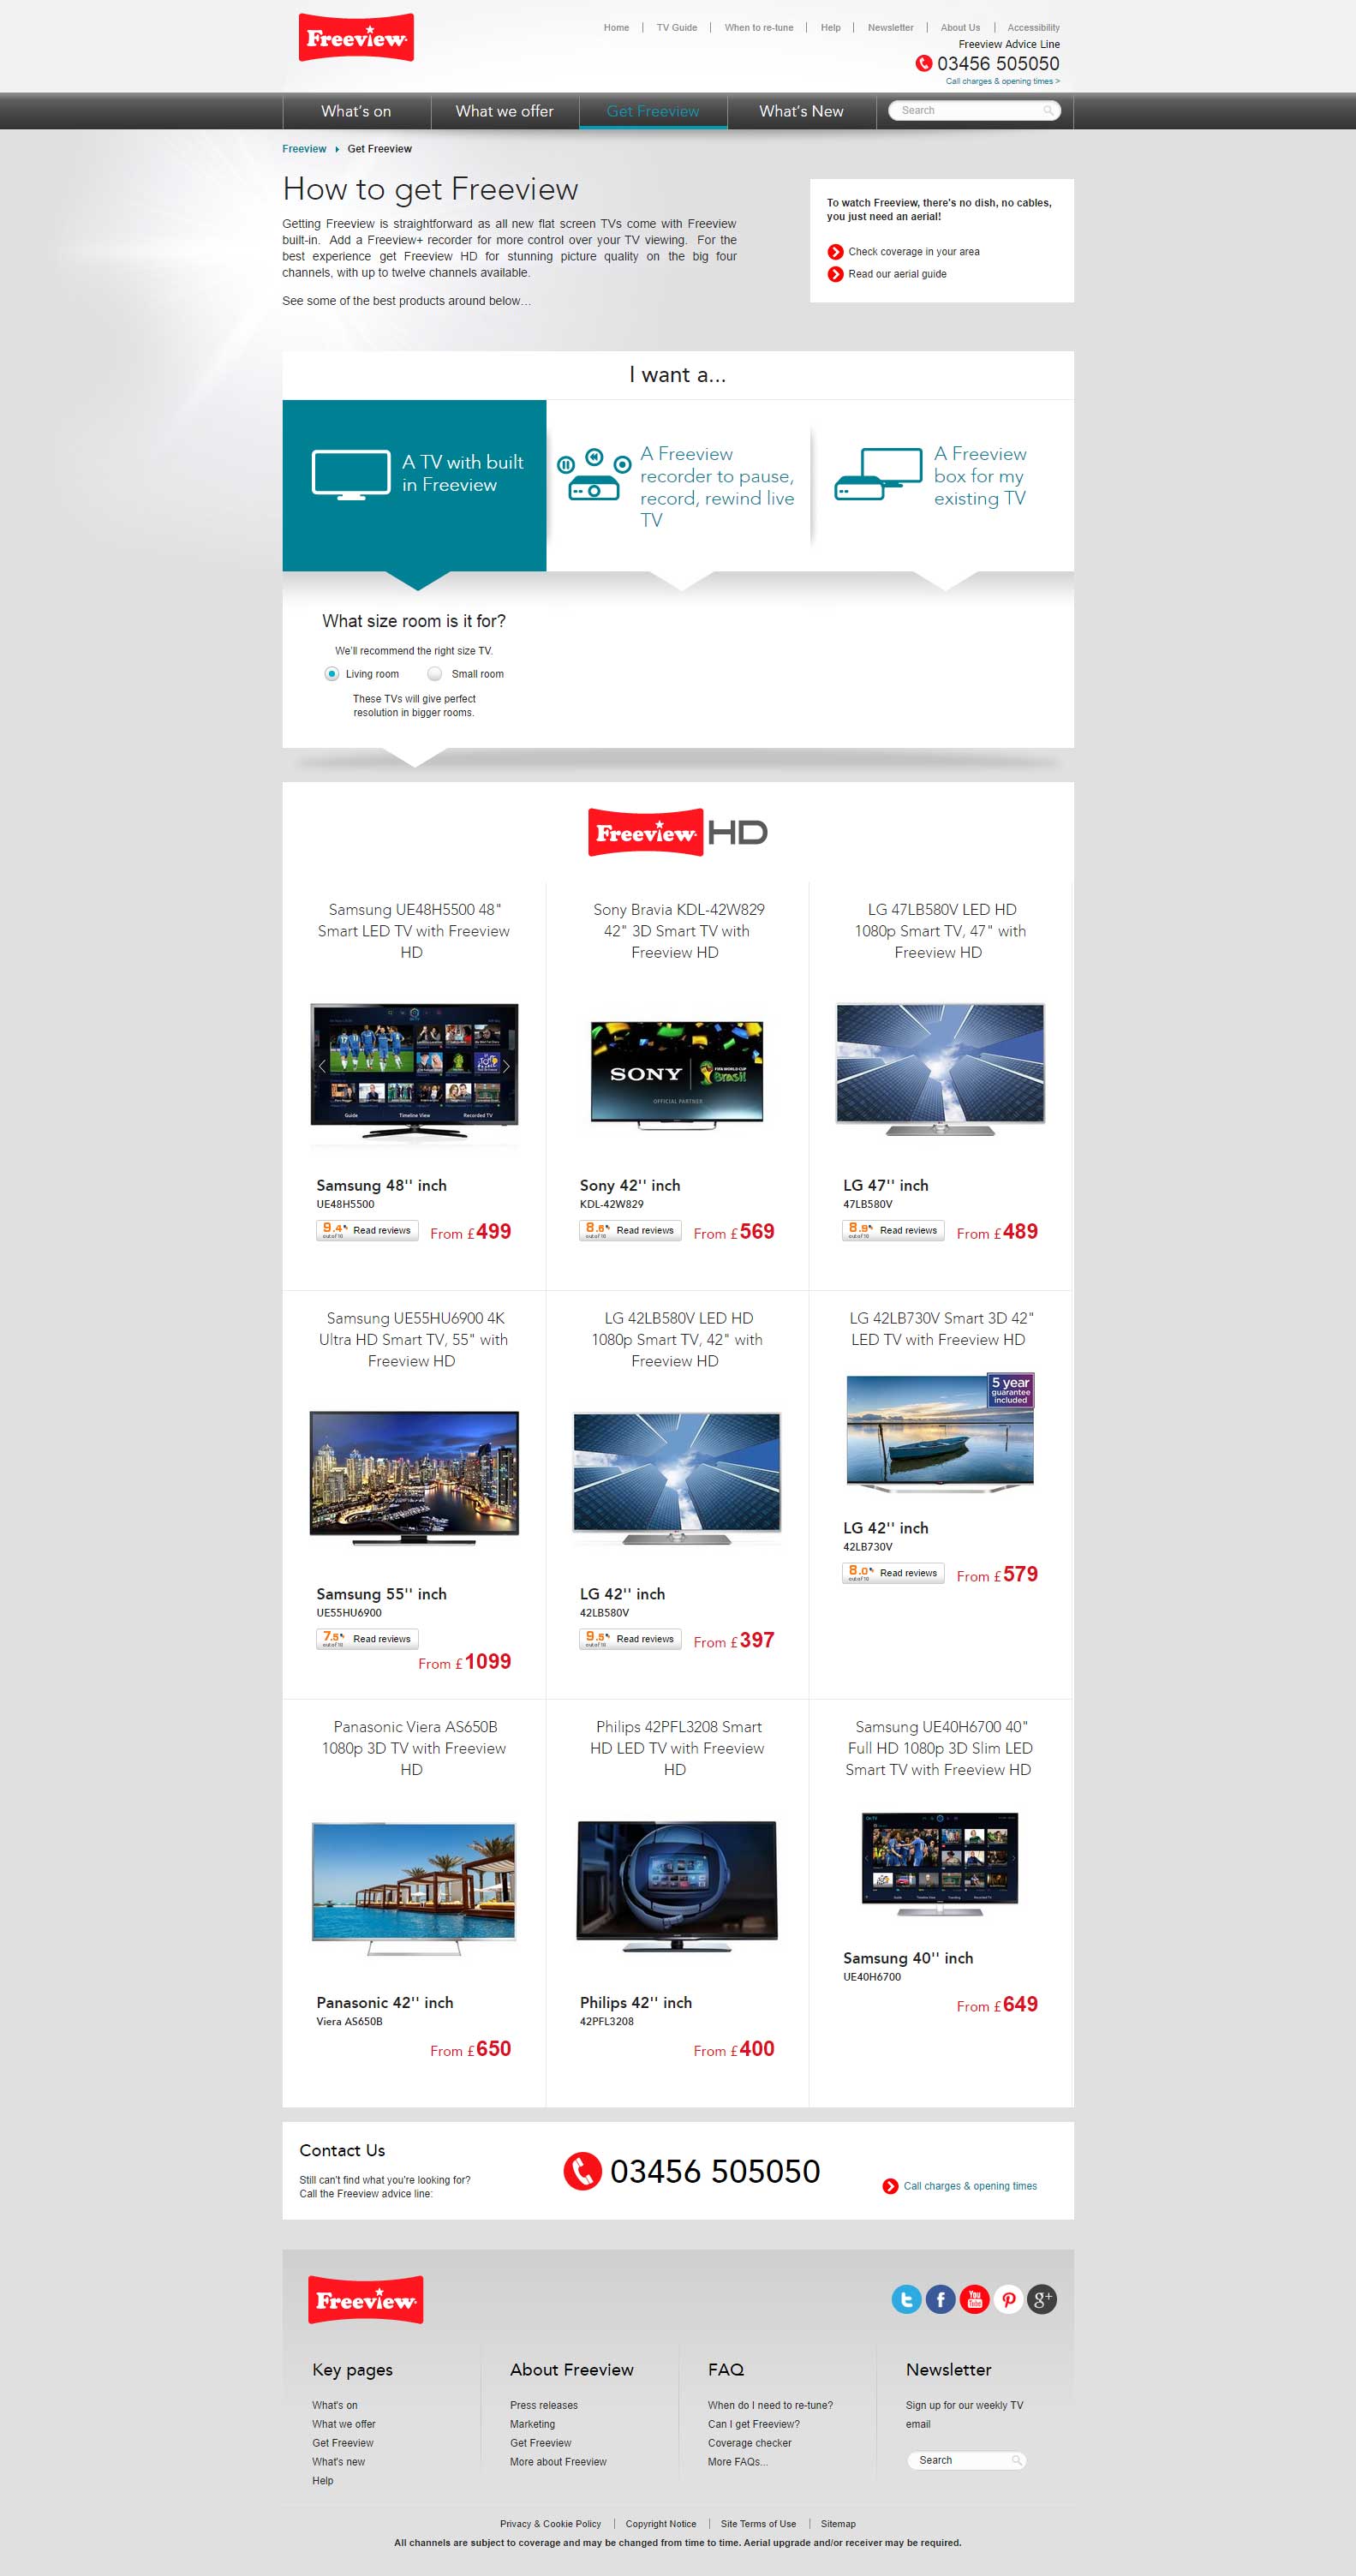 Freeview
Home
TV Guide
When to re-tune
Help
Newsletter
About Us
Accessibility
Freeview Advice Line
03456 505050
Call charges & opening times >
What's on
What we offer
Get Freeview
What's New
Search
Freeview
Get Freeview
How to get Freeview
Getting Freeview is straightforward as all new flat screen TVs come with Freeview
built-in. Add a Freeview+ recorder for more control over your TV viewing. For the
best experience get Freeview HD for stunning picture quality on the big four
channels, with up to twelve channels available.
See some of the best products around below...
To watch Freeview, there's no dish, no cables,
you just need an aerial!
Check coverage in your area
Read our aerial guide
I want a...
A TV with built
in Freeview
A Freeview
recorder to pause,
record, rewind live
TV
A Freeview
box for my
existing TV
What size room is it for?
We'll recommend the right size TV.
Living room
Small room
These TVs will give perfect
resolution in bigger rooms.
Freeview HD
Samsung UE48H5500 48"
Smart LED TV with Freeview
HD
Guide
Timeline View
Recorded TV
Samsung 48'' inch
UE48H5500
9.4 out of 10 Read reviews
From £499
Sony Bravia KDL-42W829
42" 3D Smart TV with
Freeview HD
SONY
FIFA WORLD CUP
Brasil
OFFICIAL PARTNER
Sony 42'' inch
KDL-42W829
8.6 out of 10 Read reviews
From £569
LG 47LB580V LED HD
1080p Smart TV, 47" with
Freeview HD
LG 47'' inch
47LB580V
8.9 out of 10 Read reviews
From £489
Samsung UE55HU6900 4K
Ultra HD Smart TV, 55" with
Freeview HD
Samsung 55'' inch
UE55HU6900
7.5 out of 10 Read reviews
From £1099
LG 42LB580V LED HD
1080p Smart TV, 42" with
Freeview HD
LG 42'' inch
42LB580V
9.5 out of 10 Read reviews
From £397
LG 42LB730V Smart 3D 42"
LED TV with Freeview HD
5 year
guarantee
included
LG 42'' inch
42LB730V
8.0 out of 10 Read reviews
From £579
Panasonic Viera AS650B
1080p 3D TV with Freeview
HD
Panasonic 42'' inch
Viera AS650B
From £650
Philips 42PFL3208 Smart
HD LED TV with Freeview
HD
Philips 42'' inch
42PFL3208
From £400
Samsung UE40H6700 40"
Full HD 1080p 3D Slim LED
Smart TV with Freeview HD
Samsung 40'' inch
UE40H6700
From £649
Contact Us
Still can't find what you're looking for?
Call the Freeview advice line:
03456 505050
Call charges & opening times
Freeview
You
Tube
g+
Key pages
What's on
What we offer
Get Freeview
What's new
Help
About Freeview
Press releases
Marketing
Get Freeview
More about Freeview
FAQ
When do I need to re-tune?
Can I get Freeview?
Coverage checker
More FAQs...
Newsletter
Sign up for our weekly TV
email
Search
Privacy & Cookie Policy
Copyright Notice
Site Terms of Use
Sitemap
All channels are subject to coverage and may be changed from time to time. Aerial upgrade and/or receiver may be required.